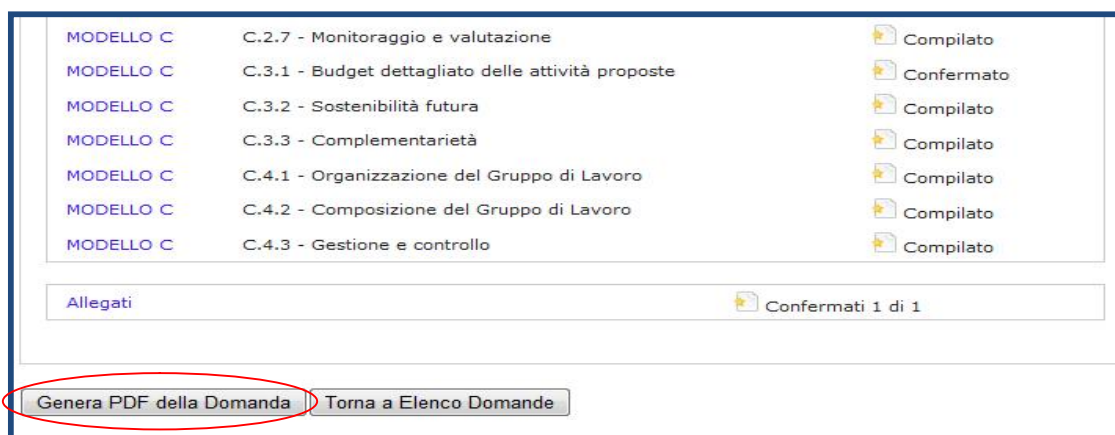 MODELLO C C.2.7 - Monitoraggio e valutazione Compilato
MODELLO C C.3.1 - Budget dettagliato delle attività proposte Confermato
MODELLO C C.3.2 - Sostenibilità futura Compilato
MODELLO C C.3.3 - Complementarietà Compilato
MODELLO C C.4.1 - Organizzazione del Gruppo di Lavoro Compilato
MODELLO C C.4.2 - Composizione del Gruppo di Lavoro Compilato
MODELLO C C.4.3 - Gestione e controllo Compilato
Allegati Confermati 1 di 1
Genera PDF della Domanda Torna a Elenco Domande